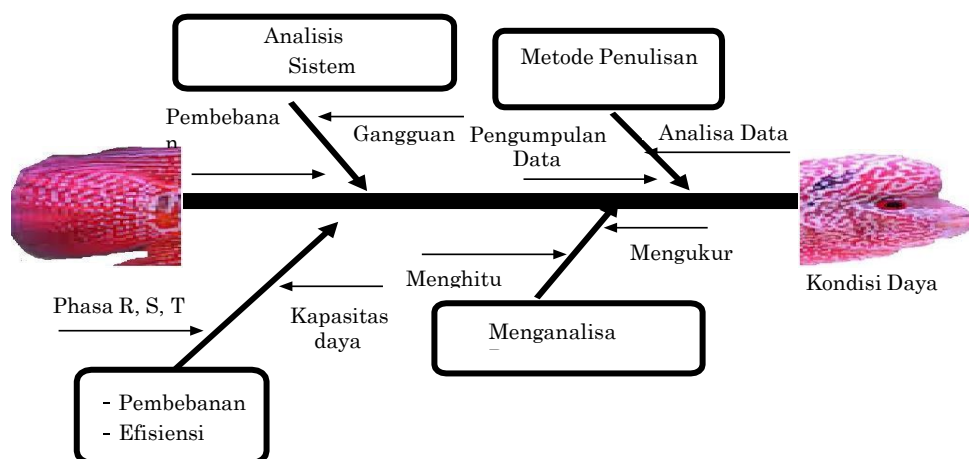 Analisis
Sistem
Metode Penulisan
Pembebana
n
Gangguan
Pengumpulan
Data
Analisa Data
Mengukur
Menghitu
Kondisi Daya
Phasa R, S, T
Kapasitas
daya
Menganalisa
- Pembebanan
- Efisiensi